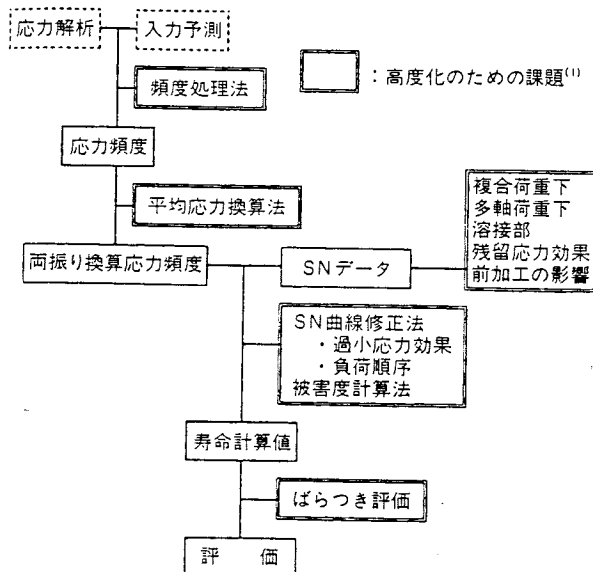 応力解析
入力予測
頻度処理法
:高度化のための課題(1)
応力頻度
平均応力換算法
複合荷重下
多軸荷重下
溶接部
残留応力効果
前加工の影響
両振り換算応力頻度
SNデータ
SN曲線修正法
・過小応力効果
・負荷順序
被害度計算法
寿命計算値
ばらつき評価
評 価